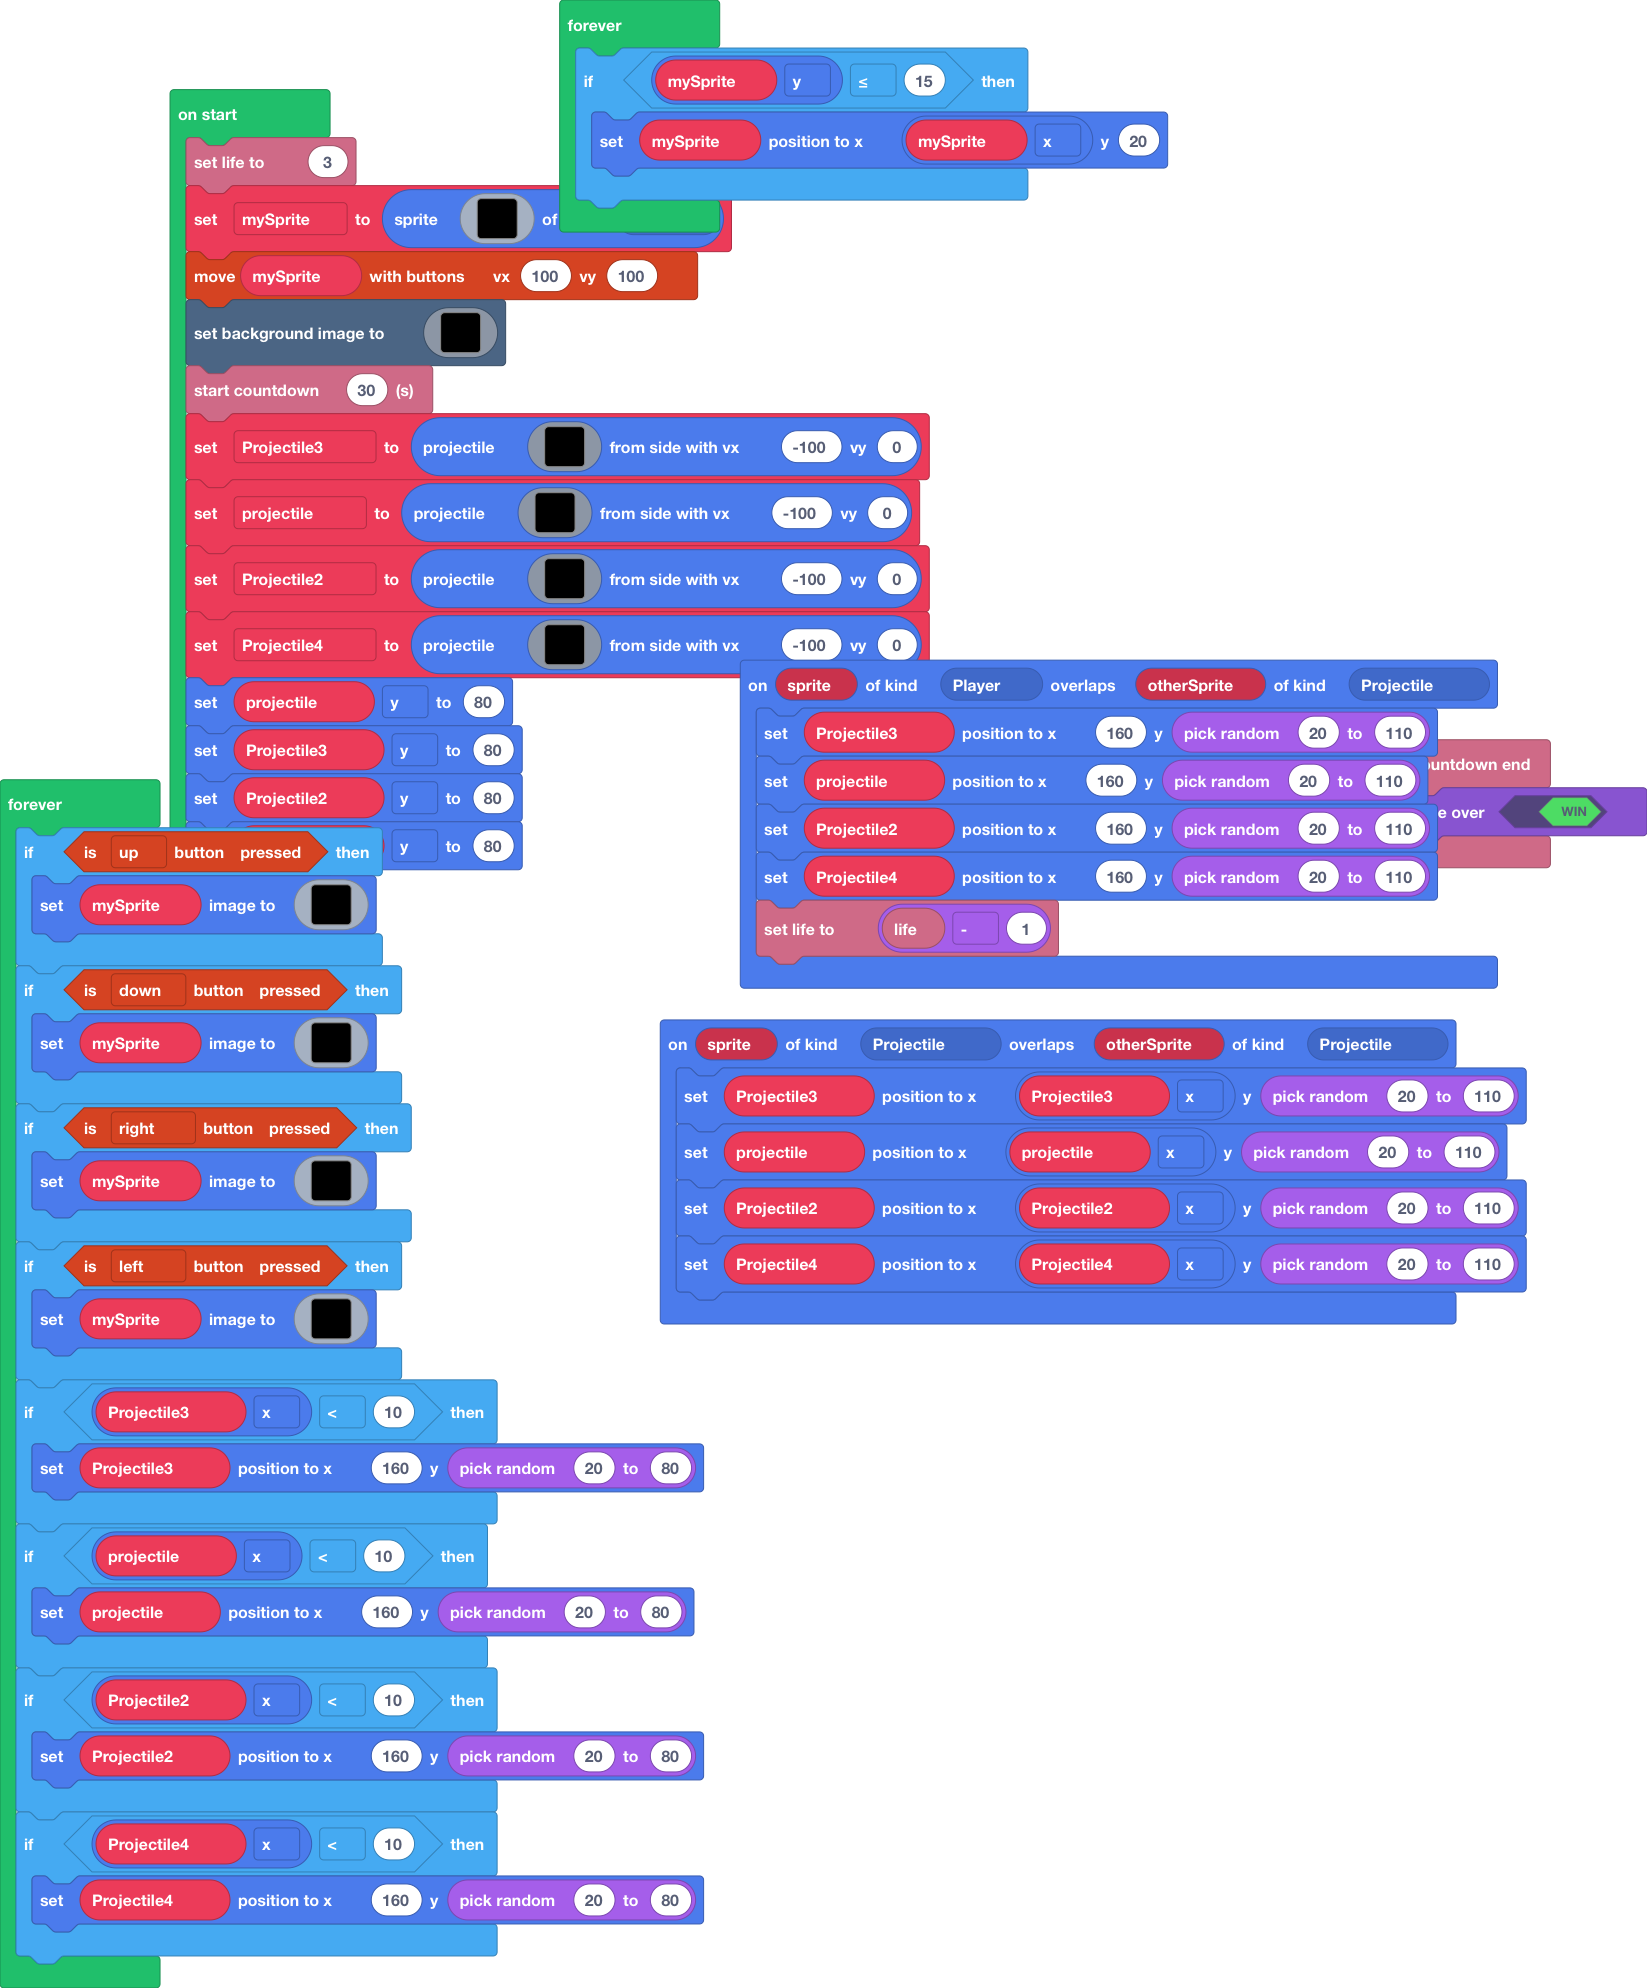 forever
if mySprite y ≤ 15 then
set mySprite position to x mySprite x y 20
on start
set life to 3
set mySprite to sprite of
move mySprite with buttons vx 100 vy 100
set background image to
start countdown 30 (s)
set Projectile3 to projectile from side with vx -100 vy 0
set projectile to projectile from side with vx -100 vy 0
set Projectile2 to projectile from side with vx -100 vy 0
set Projectile4 to projectile from side with vx -100 vy 0
set projectile y to 80
set Projectile3 y to 80
set Projectile2 y to 80
y to 80
on sprite of kind Player overlaps otherSprite of kind Projectile
set Projectile3 position to x 160 y pick random 20 to 110
set projectile position to x 160 y pick random 20 to 110
set Projectile2 position to x 160 y pick random 20 to 110
set Projectile4 position to x 160 y pick random 20 to 110
set life to life - 1
ountdown end
e over WIN
on sprite of kind Projectile overlaps otherSprite of kind Projectile
set Projectile3 position to x Projectile3 x y pick random 20 to 110
set projectile position to x projectile x y pick random 20 to 110
set Projectile2 position to x Projectile2 x y pick random 20 to 110
set Projectile4 position to x Projectile4 x y pick random 20 to 110
forever
if is up button pressed then
set mySprite image to
if is down button pressed then
set mySprite image to
if is right button pressed then
set mySprite image to
if is left button pressed then
set mySprite image to
if Projectile3 x < 10 then
set Projectile3 position to x 160 y pick random 20 to 80
if projectile x < 10 then
set projectile position to x 160 y pick random 20 to 80
if Projectile2 x < 10 then
set Projectile2 position to x 160 y pick random 20 to 80
if Projectile4 x < 10 then
set Projectile4 position to x 160 y pick random 20 to 80